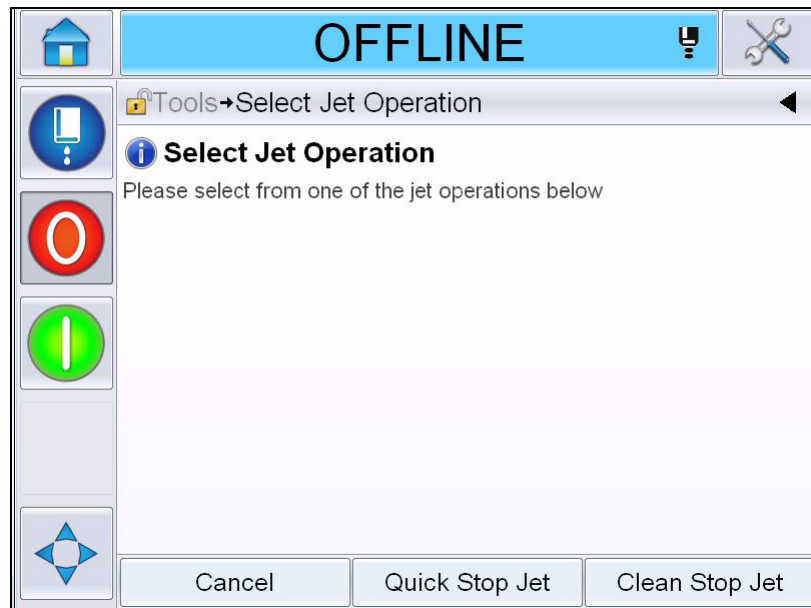 OFFLINE
Tools→Select Jet Operation
Select Jet Operation
Please select from one of the jet operations below
Cancel
Quick Stop Jet
Clean Stop Jet